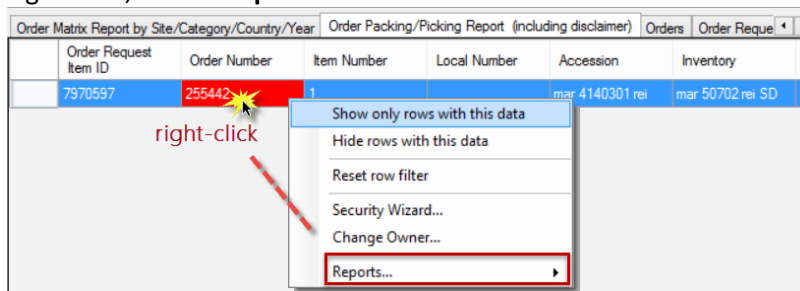 Order Matrix Report by Site/Category/Country/Year Order Packing/Picking Report (including disclaimer) Orders Order Reque
Order Request Item ID Order Number Item Number Local Number Accession Inventory
7970597 255442 1 mar 4140301 rei mar 50702 rei SD
right-click
Show only rows with this data
Hide rows with this data
Reset row filter
Security Wizard...
Change Owner...
Reports...